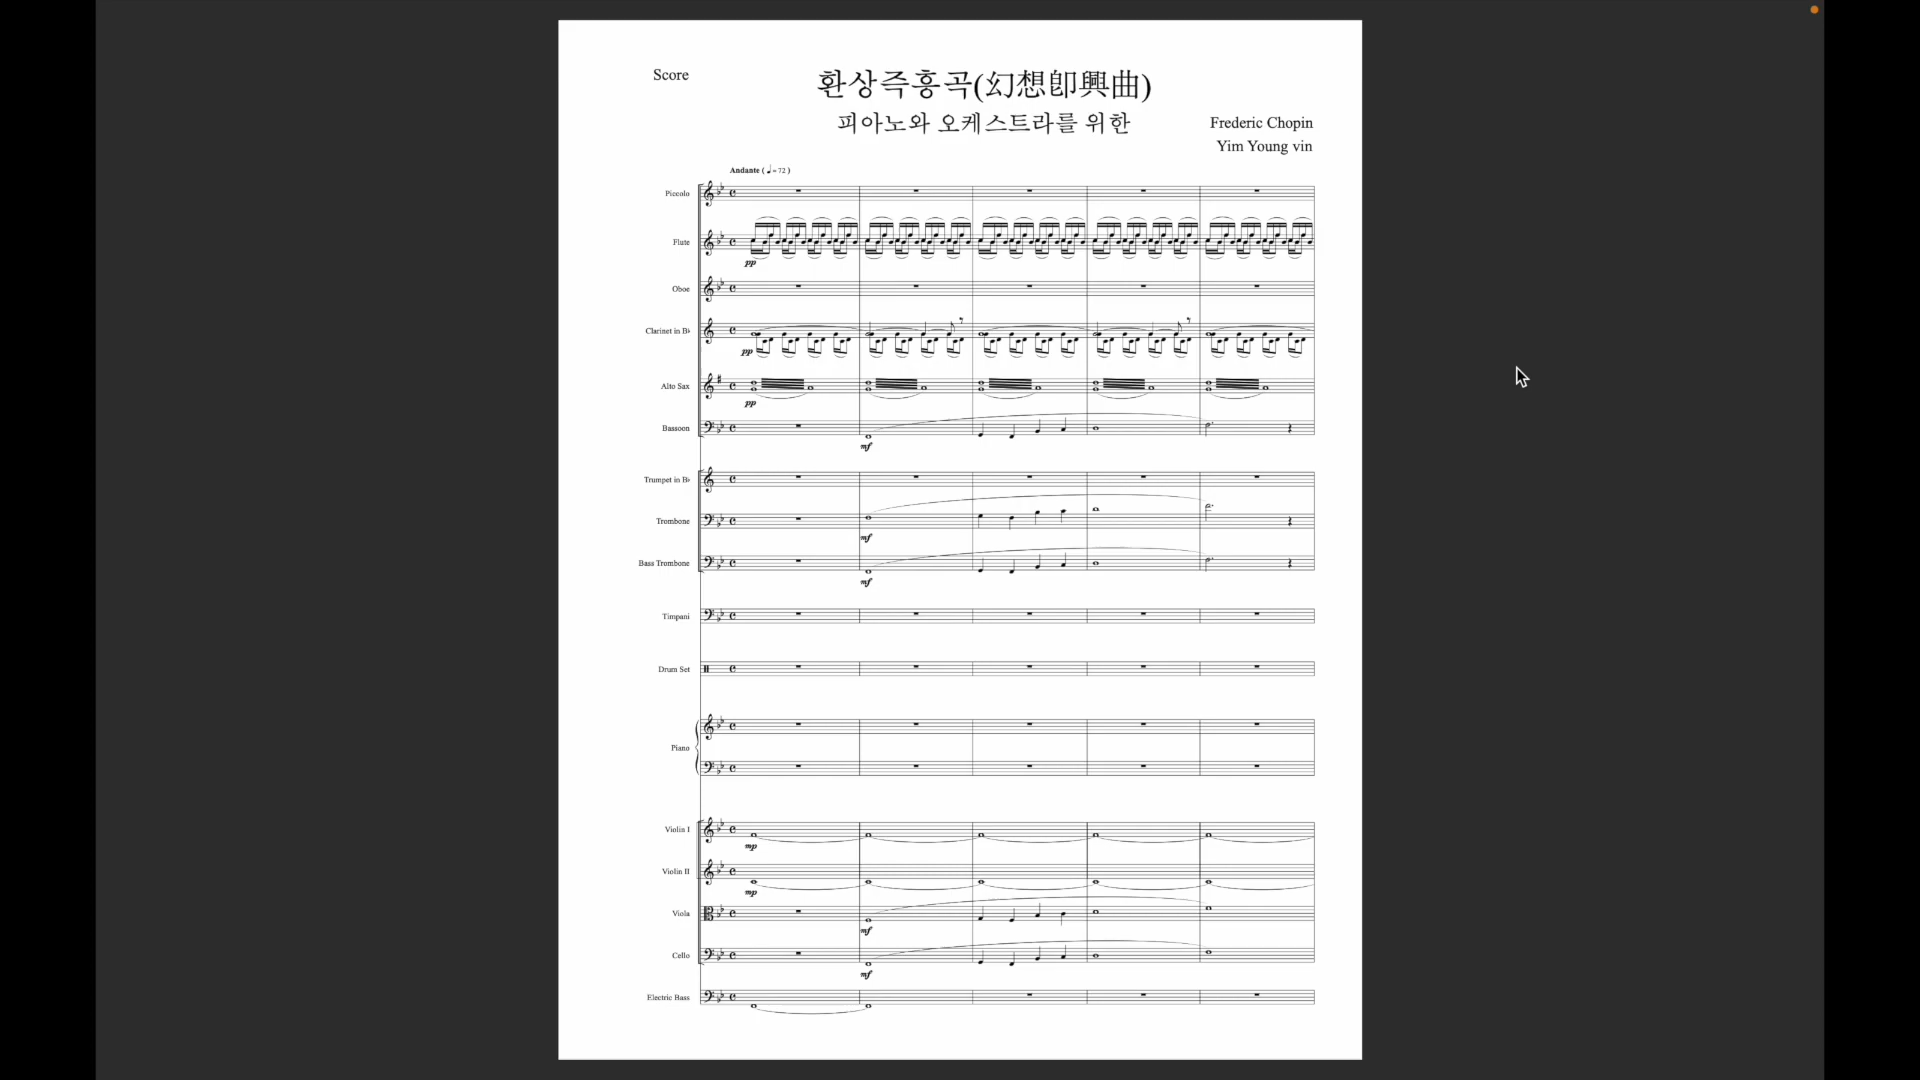 Score
환상즉흥곡(幻想卽興曲)
피아노와 오케스트라를 위한
Frederic Chopin
Yim Young vin
Andante (♩=72)
Piccolo
Flute
pp
Oboe
Clarinet in B♭
pp
Alto Sax
pp
Bassoon
mf
Trumpet in B♭
Trombone
mf
Bass Trombone
mf
Timpani
Drum Set
Piano
Violin I
mp
Violin II
mp
Viola
mf
Cello
mf
Electric Bass